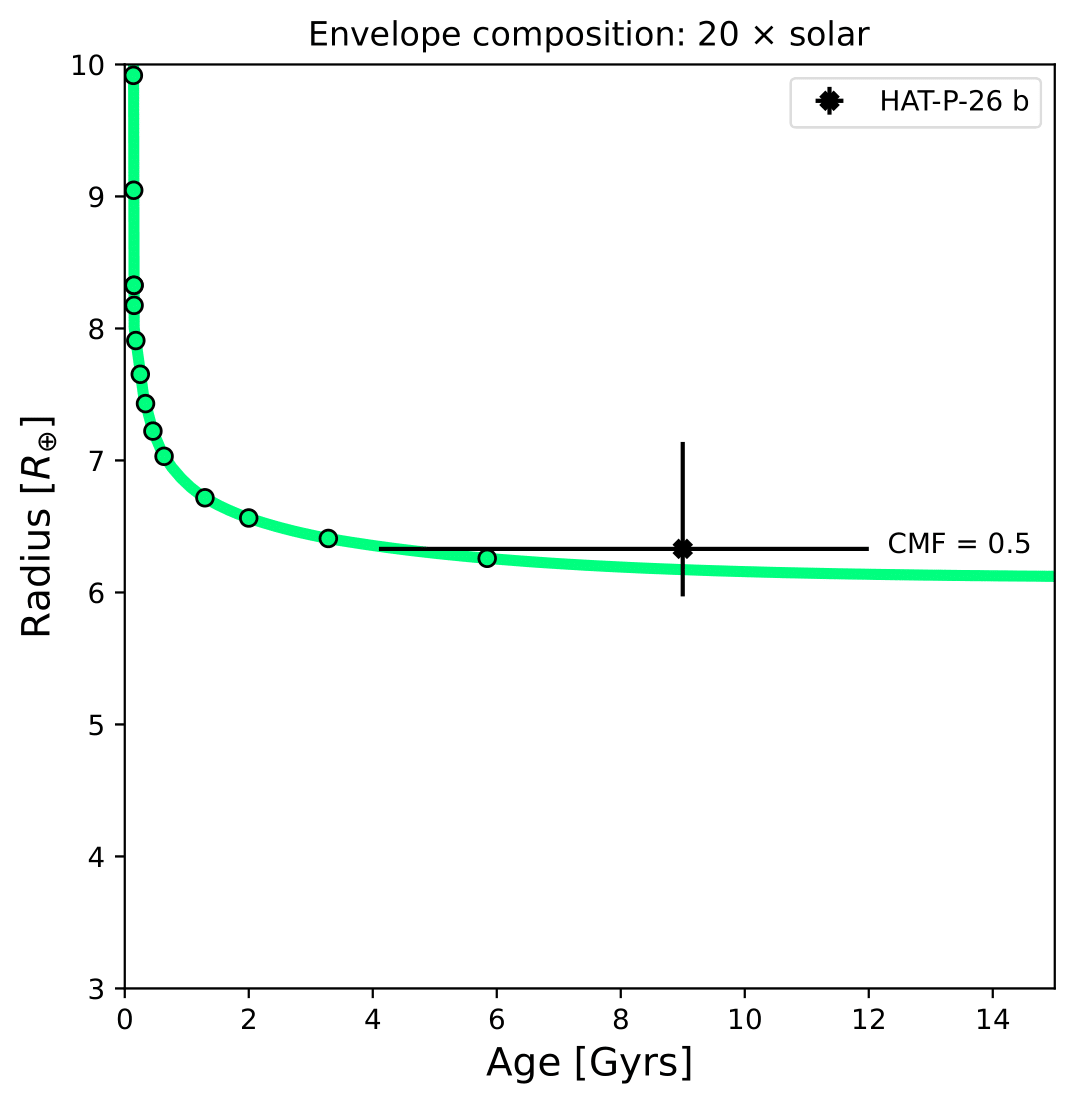 Envelope composition: 20 × solar
HAT-P-26 b
10
9
8
7
6
5
4
3
Radius [R⊕]
CMF = 0.5
0 2 4 6 8 10 12 14
Age [Gyrs]